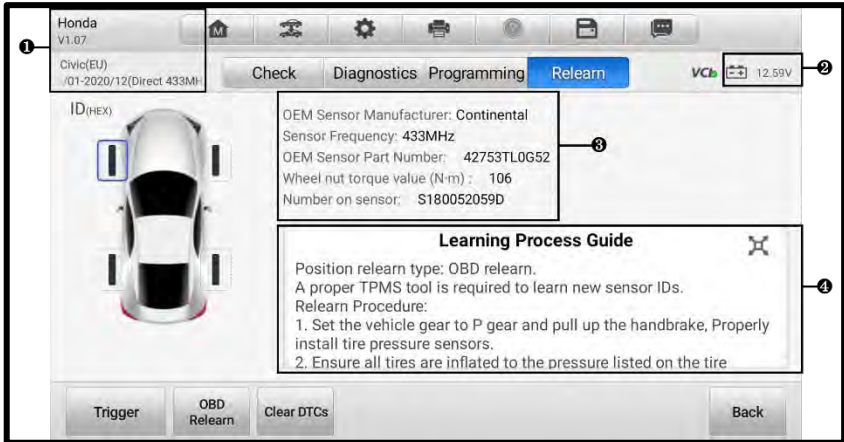 Honda
V1.07
Civic(EU)
/01-2020/12(Direct 433MH
Check Diagnostics Programming Relearn
VCI 12.59V
ID(HEX)
OEM Sensor Manufacturer: Continental
Sensor Frequency: 433MHz
OEM Sensor Part Number: 42753TL0G52
Wheel nut torque value (N·m) : 106
Number on sensor: S180052059D
Learning Process Guide
Position relearn type: OBD relearn.
A proper TPMS tool is required to learn new sensor IDs.
Relearn Procedure:
1. Set the vehicle gear to P gear and pull up the handbrake, Properly
install tire pressure sensors.
2. Ensure all tires are inflated to the pressure listed on the tire
Trigger
OBD
Relearn
Clear DTCs
Back
❶
❷
❸
❹
M